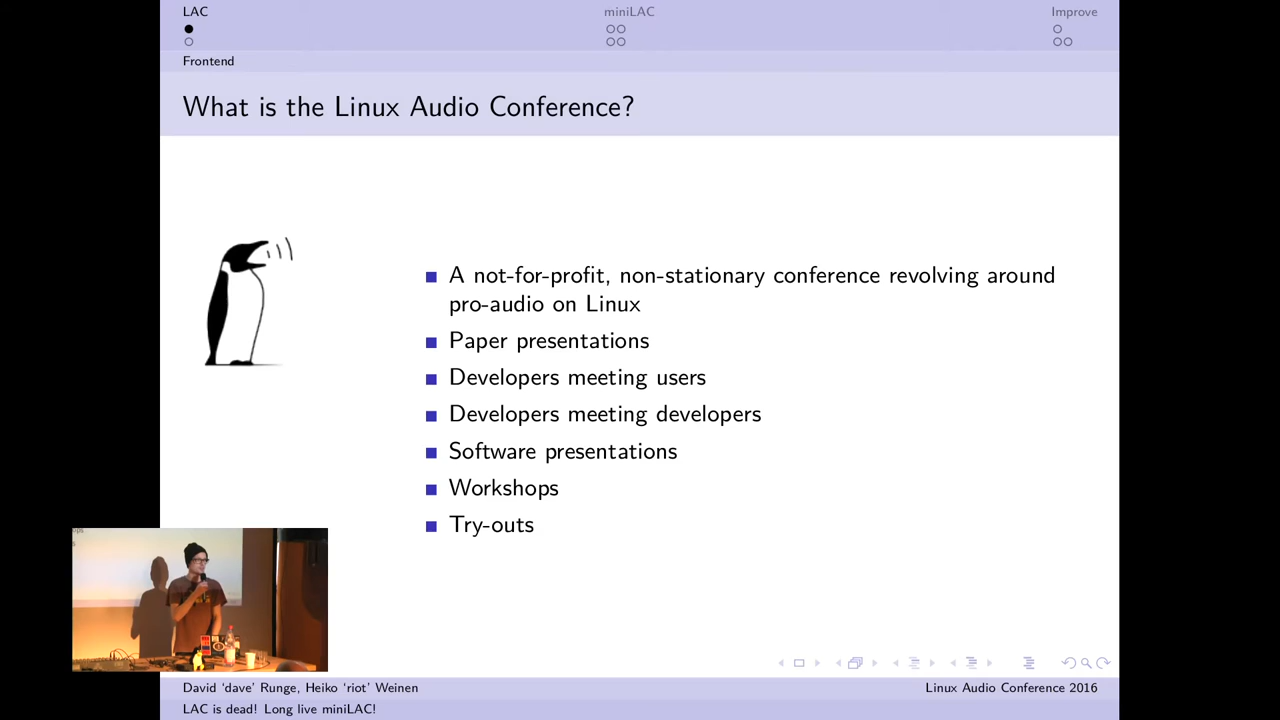 LAC
miniLAC
Improve
Frontend
What is the Linux Audio Conference?
A not-for-profit, non-stationary conference revolving around
pro-audio on Linux
Paper presentations
Developers meeting users
Developers meeting developers
Software presentations
Workshops
Try-outs
David ‘dave’ Runge, Heiko ‘riot’ Weinen
Linux Audio Conference 2016
LAC is dead! Long live miniLAC!